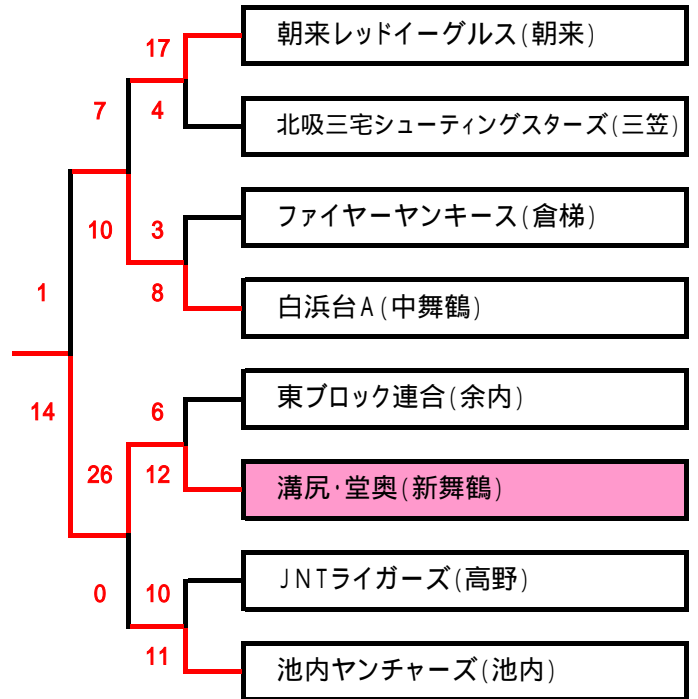 17
朝来レッドイーグルス(朝来)
7
4
北吸三宅シューティングスターズ(三笠)
10
3
ファイヤーヤンキース(倉梯)
1
8
白浜台A(中舞鶴)
14
6
東ブロック連合(余内)
26
12
溝尻・堂奥(新舞鶴)
0
10
JNTライガーズ(高野)
11
池内ヤンチャーズ(池内)